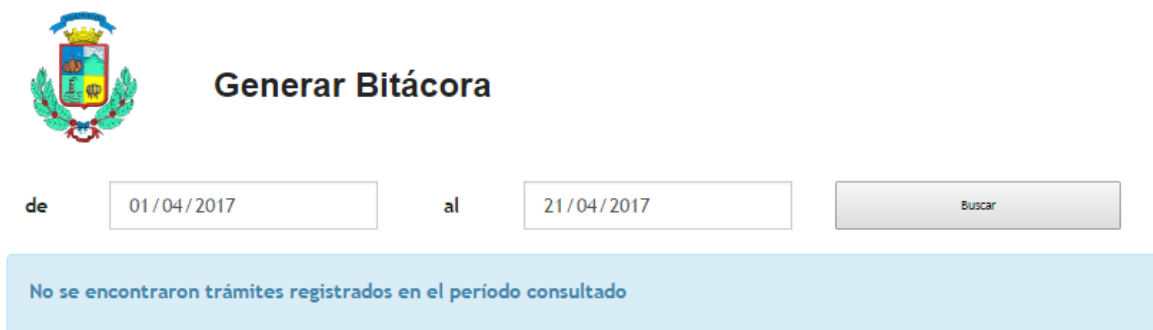 Generar Bitácora
de 01/04/2017 al 21/04/2017 Buscar
No se encontraron trámites registrados en el período consultado